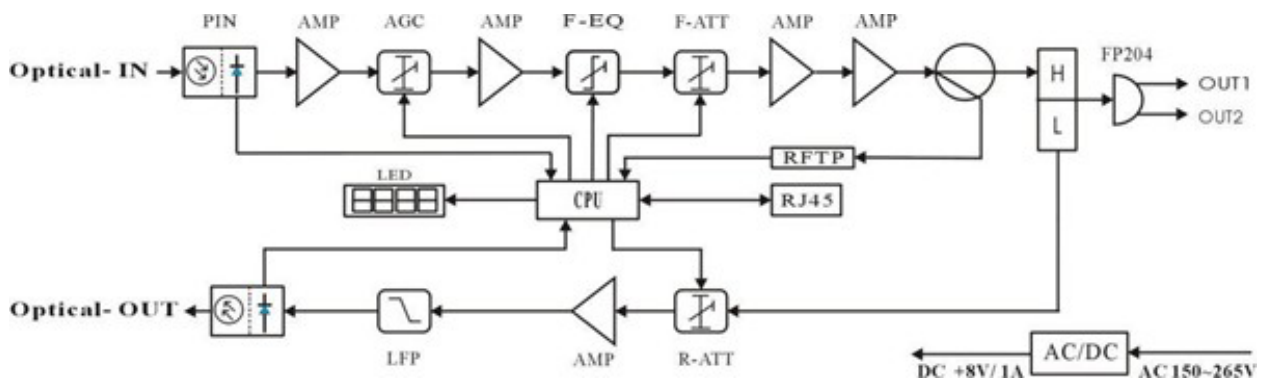 PIN AMP AGC AMP F-EQ F-ATT AMP AMP
FP204
Optical- IN
H
L
OUT1
OUT2
RFTP
LED
CPU
RJ45
Optical- OUT
LFP
AMP
R-ATT
AC/DC
DC +8V/1A
AC 150~265V